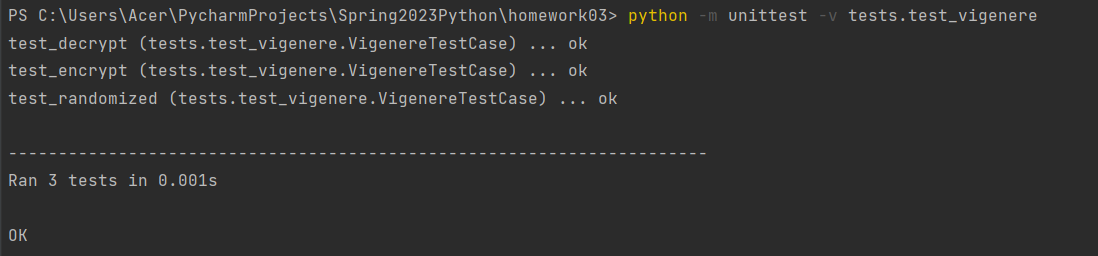 PS C:\Users\Acer\PycharmProjects\Spring2023Python\homework03> python -m unittest -v tests.test_vigenere
test_decrypt (tests.test_vigenere.VigenereTestCase) ... ok
test_encrypt (tests.test_vigenere.VigenereTestCase) ... ok
test_randomized (tests.test_vigenere.VigenereTestCase) ... ok
----------------------------------------------------------------------
Ran 3 tests in 0.001s
OK